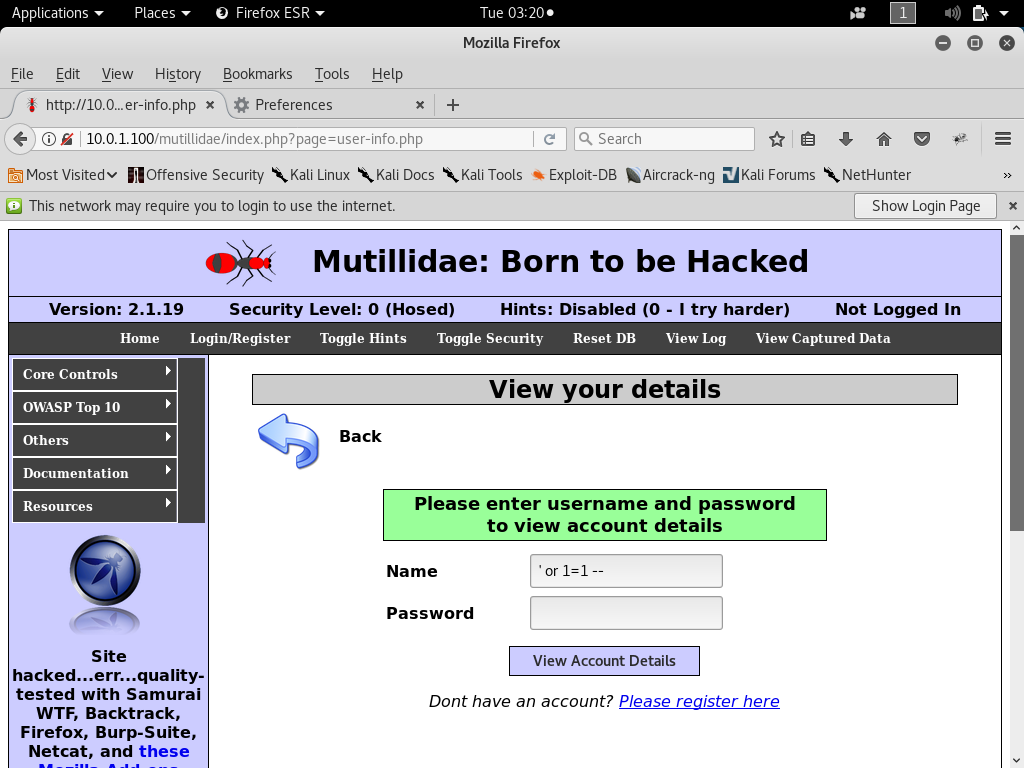 Applications Places Firefox ESR Tue 03:20 1
Mozilla Firefox
File Edit View History Bookmarks Tools Help
http://10.0...er-info.php Preferences
10.0.1.100/mutillidae/index.php?page=user-info.php Search
Most Visited Offensive Security Kali Linux Kali Docs Kali Tools Exploit-DB Aircrack-ng Kali Forums NetHunter »
This network may require you to login to use the internet. Show Login Page
Mutillidae: Born to be Hacked
Version: 2.1.19 Security Level: 0 (Hosed) Hints: Disabled (0 - I try harder) Not Logged In
Home Login/Register Toggle Hints Toggle Security Reset DB View Log View Captured Data
Core Controls
OWASP Top 10
Others
Documentation
Resources
Site
hacked...err...quality-
tested with Samurai
WTF, Backtrack,
Firefox, Burp-Suite,
Netcat, and these
Mozilla Add-ons
View your details
Back
Please enter username and password
to view account details
Name ' or 1=1 --
Password
View Account Details
Dont have an account? Please register here